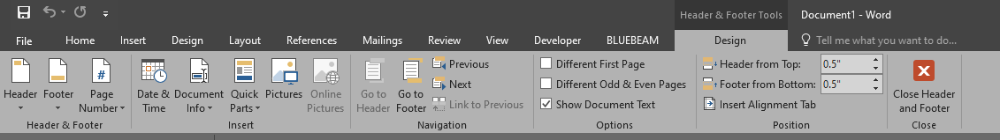 Header & Footer Tools
Document1 - Word
File
Home
Insert
Design
Layout
References
Mailings
Review
View
Developer
BLUEBEAM
Design
Tell me what you want to do...
Header
Footer
Page
Number
Header & Footer
Date &
Time
Document
Info
Quick
Parts
Pictures
Online
Pictures
Insert
Go to
Header
Go to
Footer
Previous
Next
Link to Previous
Navigation
Different First Page
Different Odd & Even Pages
Show Document Text
Options
Header from Top:
0.5"
Footer from Bottom:
0.5"
Insert Alignment Tab
Position
Close Header
and Footer
Close